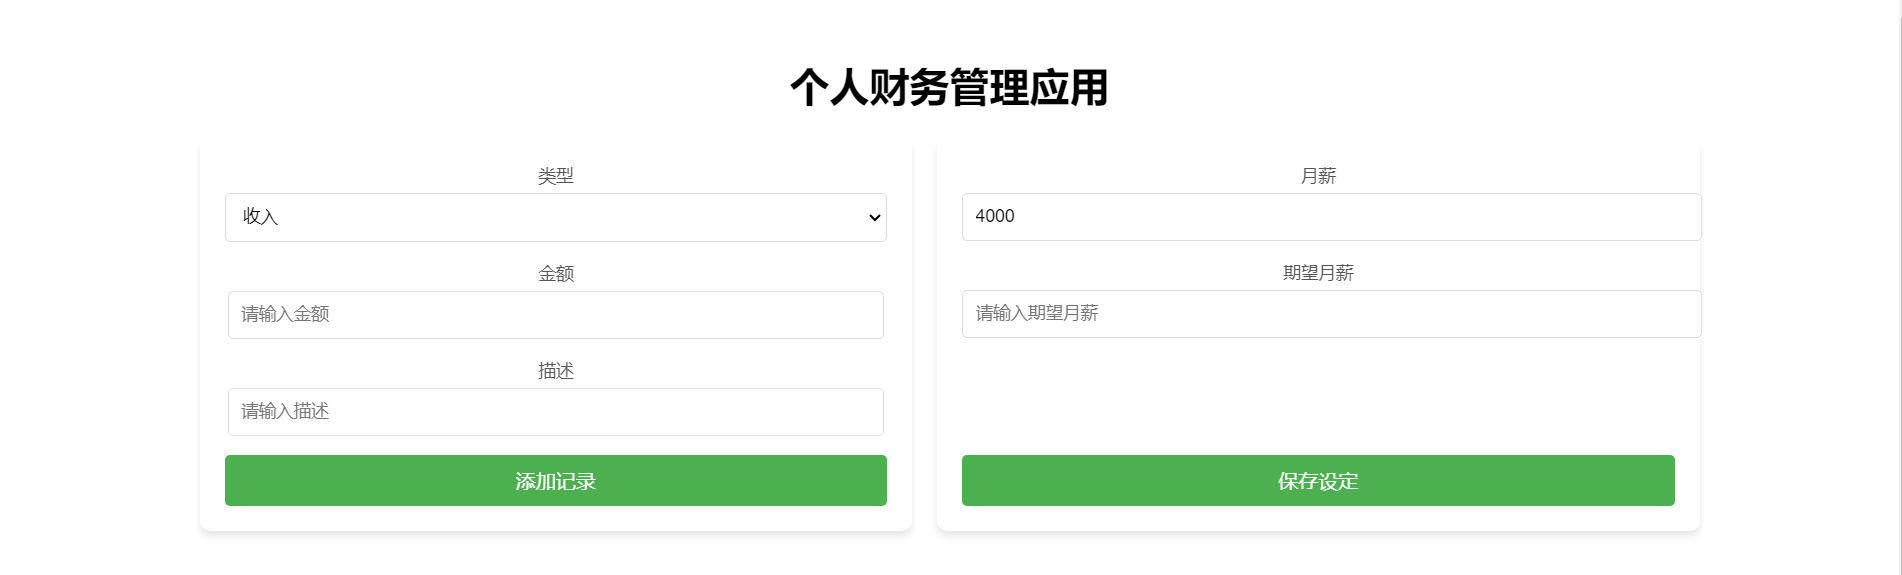 个人财务管理应用
类型
收入
金额
请输入金额
描述
请输入描述
添加记录
月薪
4000
期望月薪
请输入期望月薪
保存设定